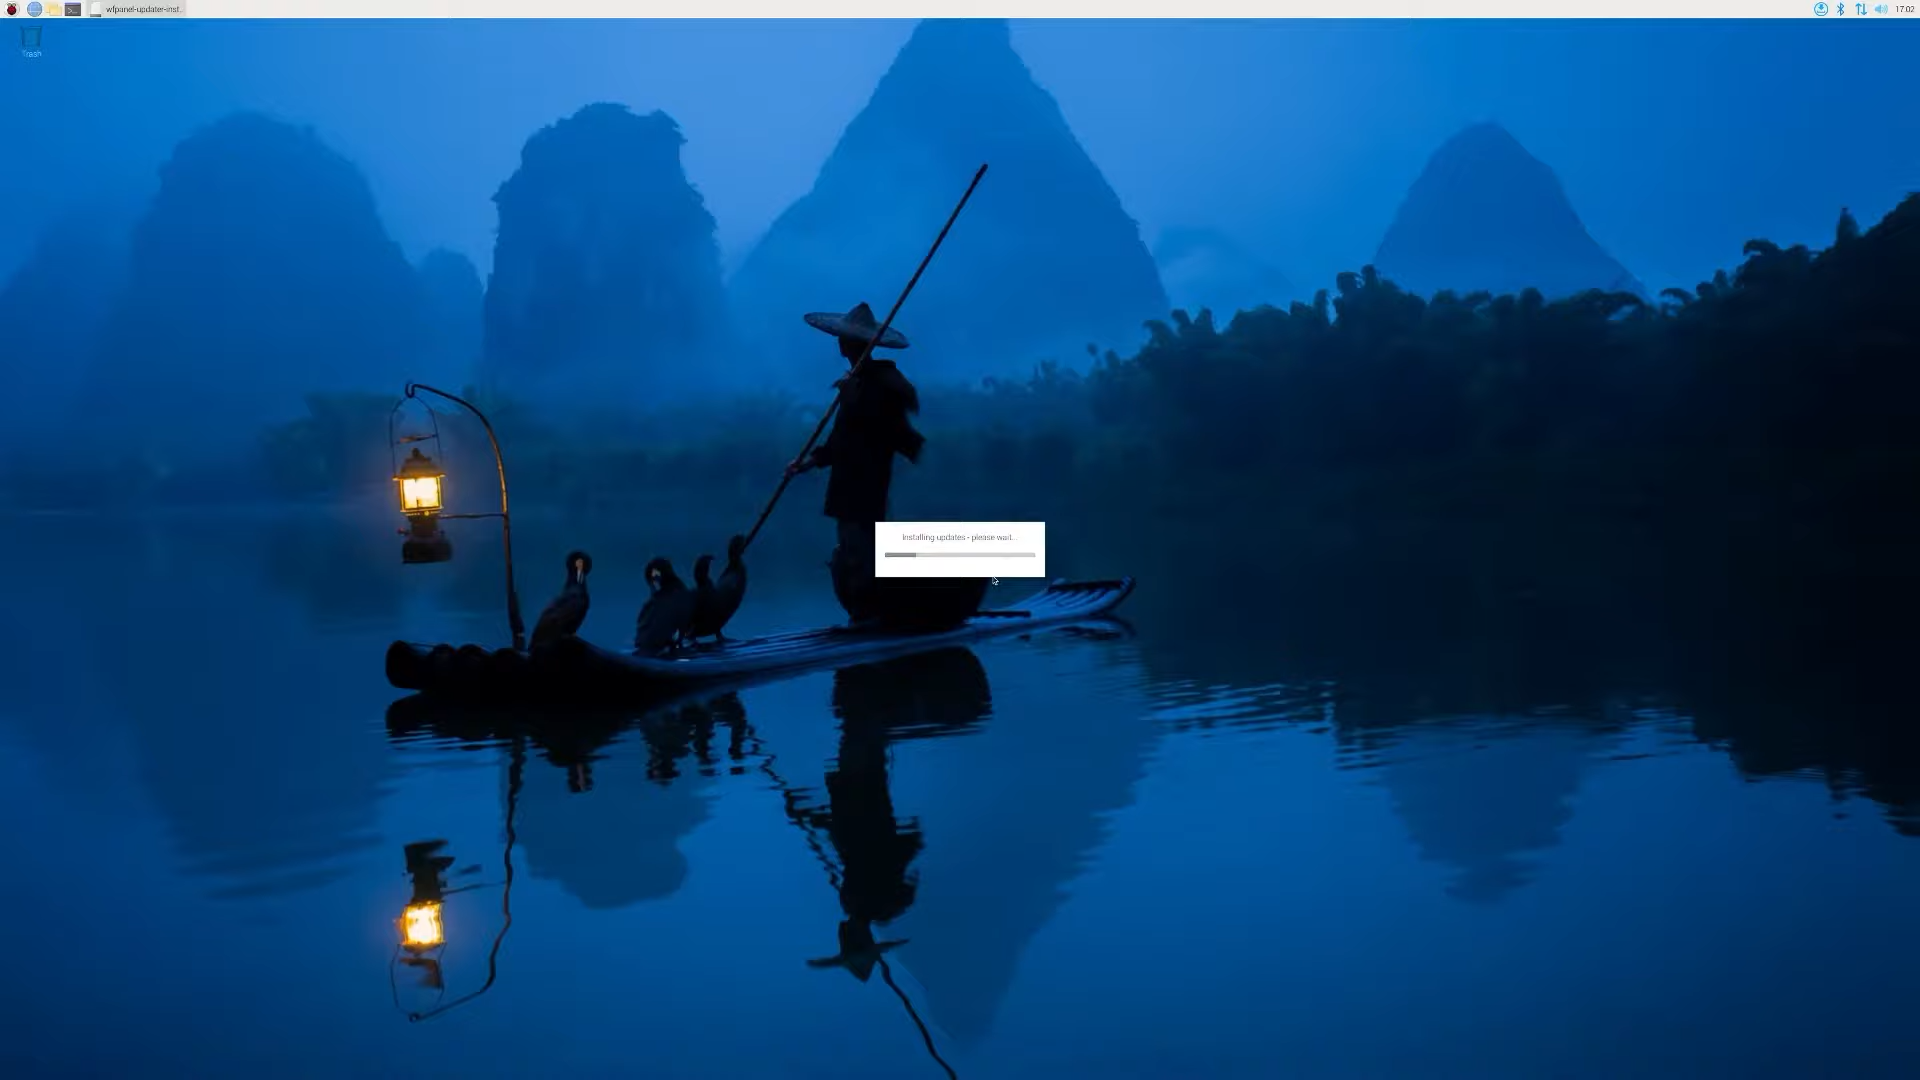 wfpanel-updater-inst...
17:02
Trash
Installing updates - please wait...